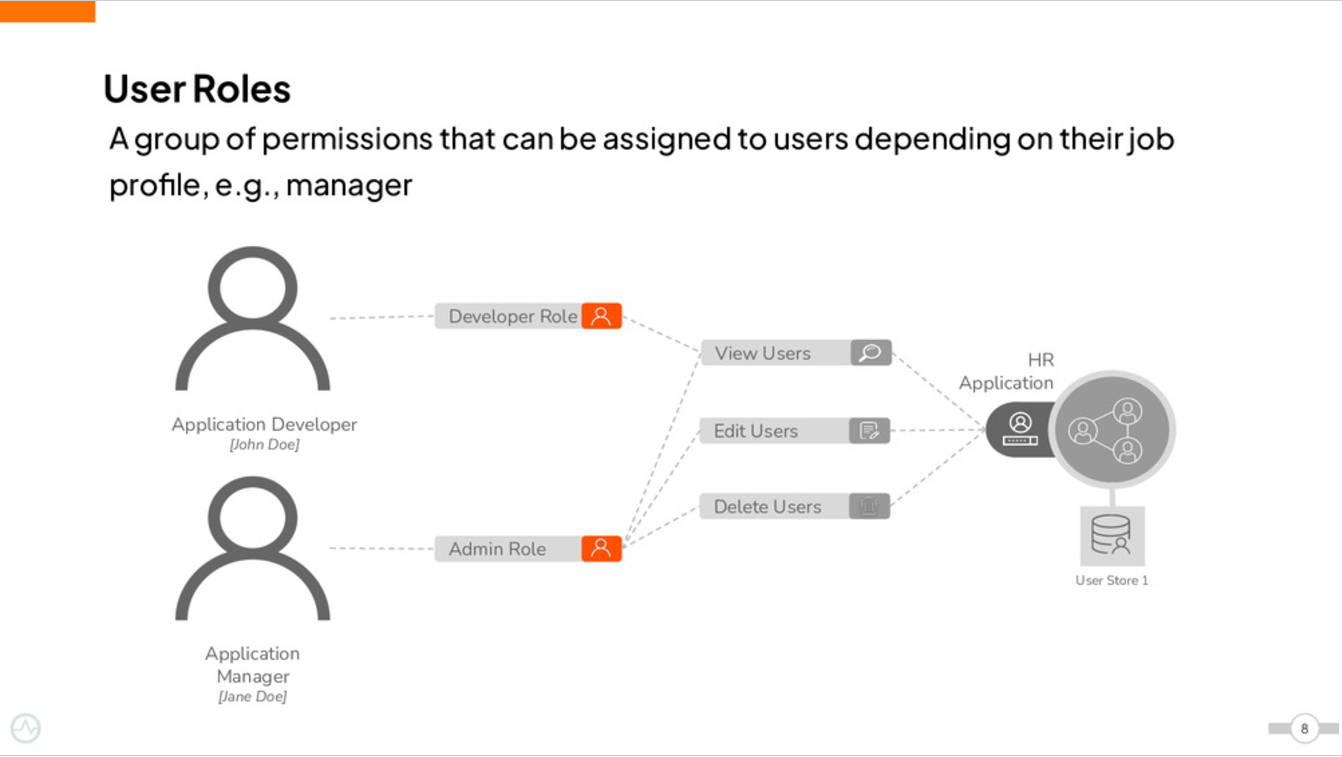 User Roles
A group of permissions that can be assigned to users depending on their job
profile, e.g., manager
Developer Role
View Users
HR
Application
Application Developer
[John Doe]
Edit Users
Delete Users
Admin Role
User Store 1
Application
Manager
[Jane Doe]
8